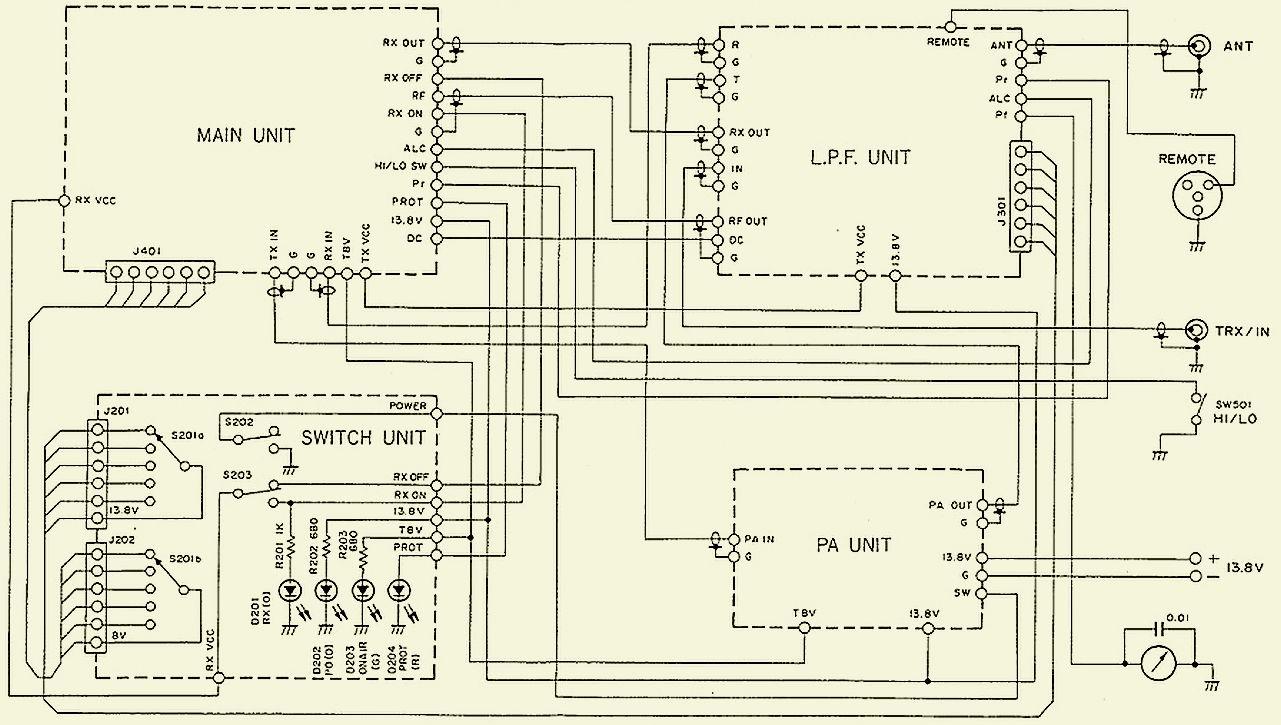 MAIN UNIT
RX OUT
G
RX OFF
RF
RX ON
G
ALC
HI/LO SW
Pr
PROT
13.8V
DC
RX VCC
J401
TX IN
G
G
RX IN
T8V
TX VCC
L.P.F. UNIT
REMOTE
R
G
T
G
RX OUT
G
IN
G
RF OUT
DC
G
ANT
G
Pr
ALC
Pf
J301
TX VCC
13.8V
ANT
REMOTE
TRX/IN
SW501
HI/LO
SWITCH UNIT
J201
S201a
13.8V
J202
S201b
8V
S202
S203
POWER
RX OFF
RX ON
13.8V
T8V
PROT
R201 1K
R202 680
R203
680
D201
RX(O)
D202
PO(O)
D203
ONAIR
(G)
D204
PROT
(R)
RX VCC
PA UNIT
PA IN
G
PA OUT
G
13.8V
G
SW
T8V
13.8V
+
13.8V
−
0.01